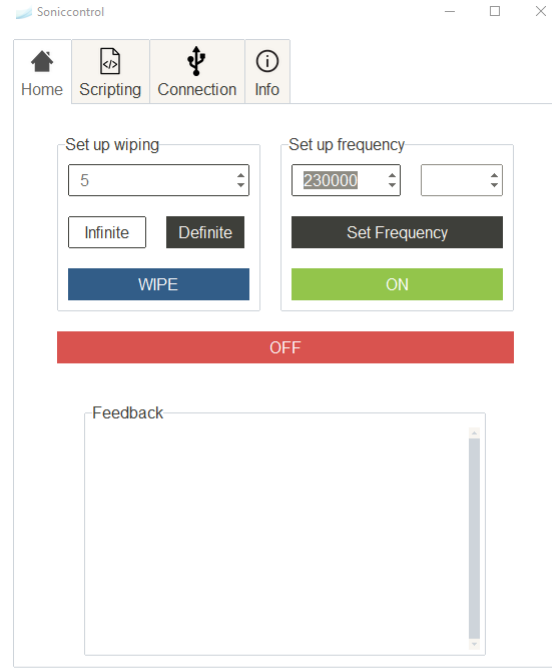 Soniccontrol
Home Scripting Connection Info
Set up wiping
5
Infinite Definite
WIPE
Set up frequency
230000
Set Frequency
ON
OFF
Feedback